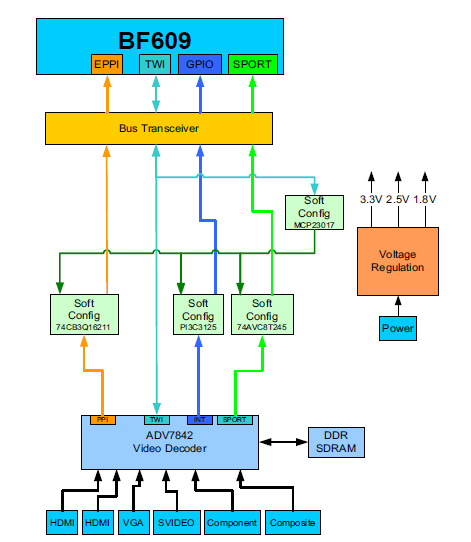 BF609
EPPI TWI GPIO SPORT
Bus Transceiver
Soft
Config
MCP23017
3.3V 2.5V 1.8V
Voltage
Regulation
Power
Soft
Config
74CB3Q16211
Soft
Config
PI3C3125
Soft
Config
74AVC8T245
PPI TWI INT SPORT
ADV7842
Video Decoder
DDR
SDRAM
HDMI HDMI VGA SVIDEO Component Composite